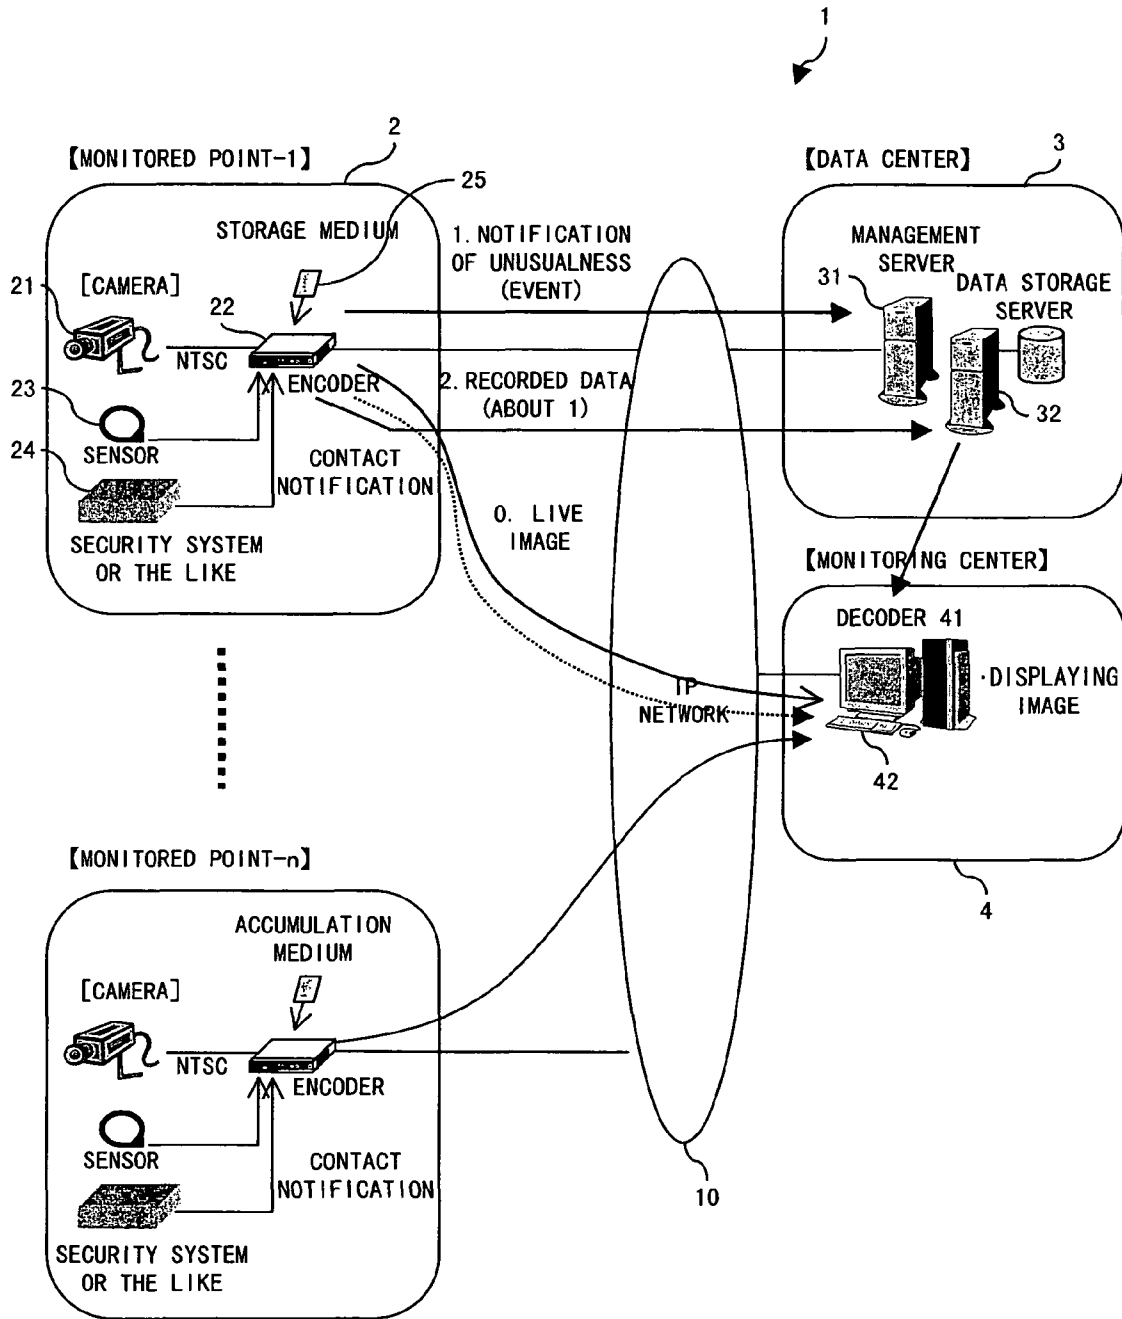 1
【MONITORED POINT-1】
2
25
STORAGE MEDIUM
21
[CAMERA]
22
NTSC
ENCODER
23
SENSOR
24
CONTACT
NOTIFICATION
SECURITY SYSTEM
OR THE LIKE
1. NOTIFICATION
OF UNUSUALNESS
(EVENT)
2. RECORDED DATA
(ABOUT 1)
0. LIVE
IMAGE
【DATA CENTER】
3
MANAGEMENT
SERVER
31
DATA STORAGE
SERVER
32
【MONITORING CENTER】
DECODER 41
·DISPLAYING
IMAGE
42
4
IP
NETWORK
10
【MONITORED POINT-n】
ACCUMULATION
MEDIUM
[CAMERA]
NTSC
ENCODER
SENSOR
CONTACT
NOTIFICATION
SECURITY SYSTEM
OR THE LIKE